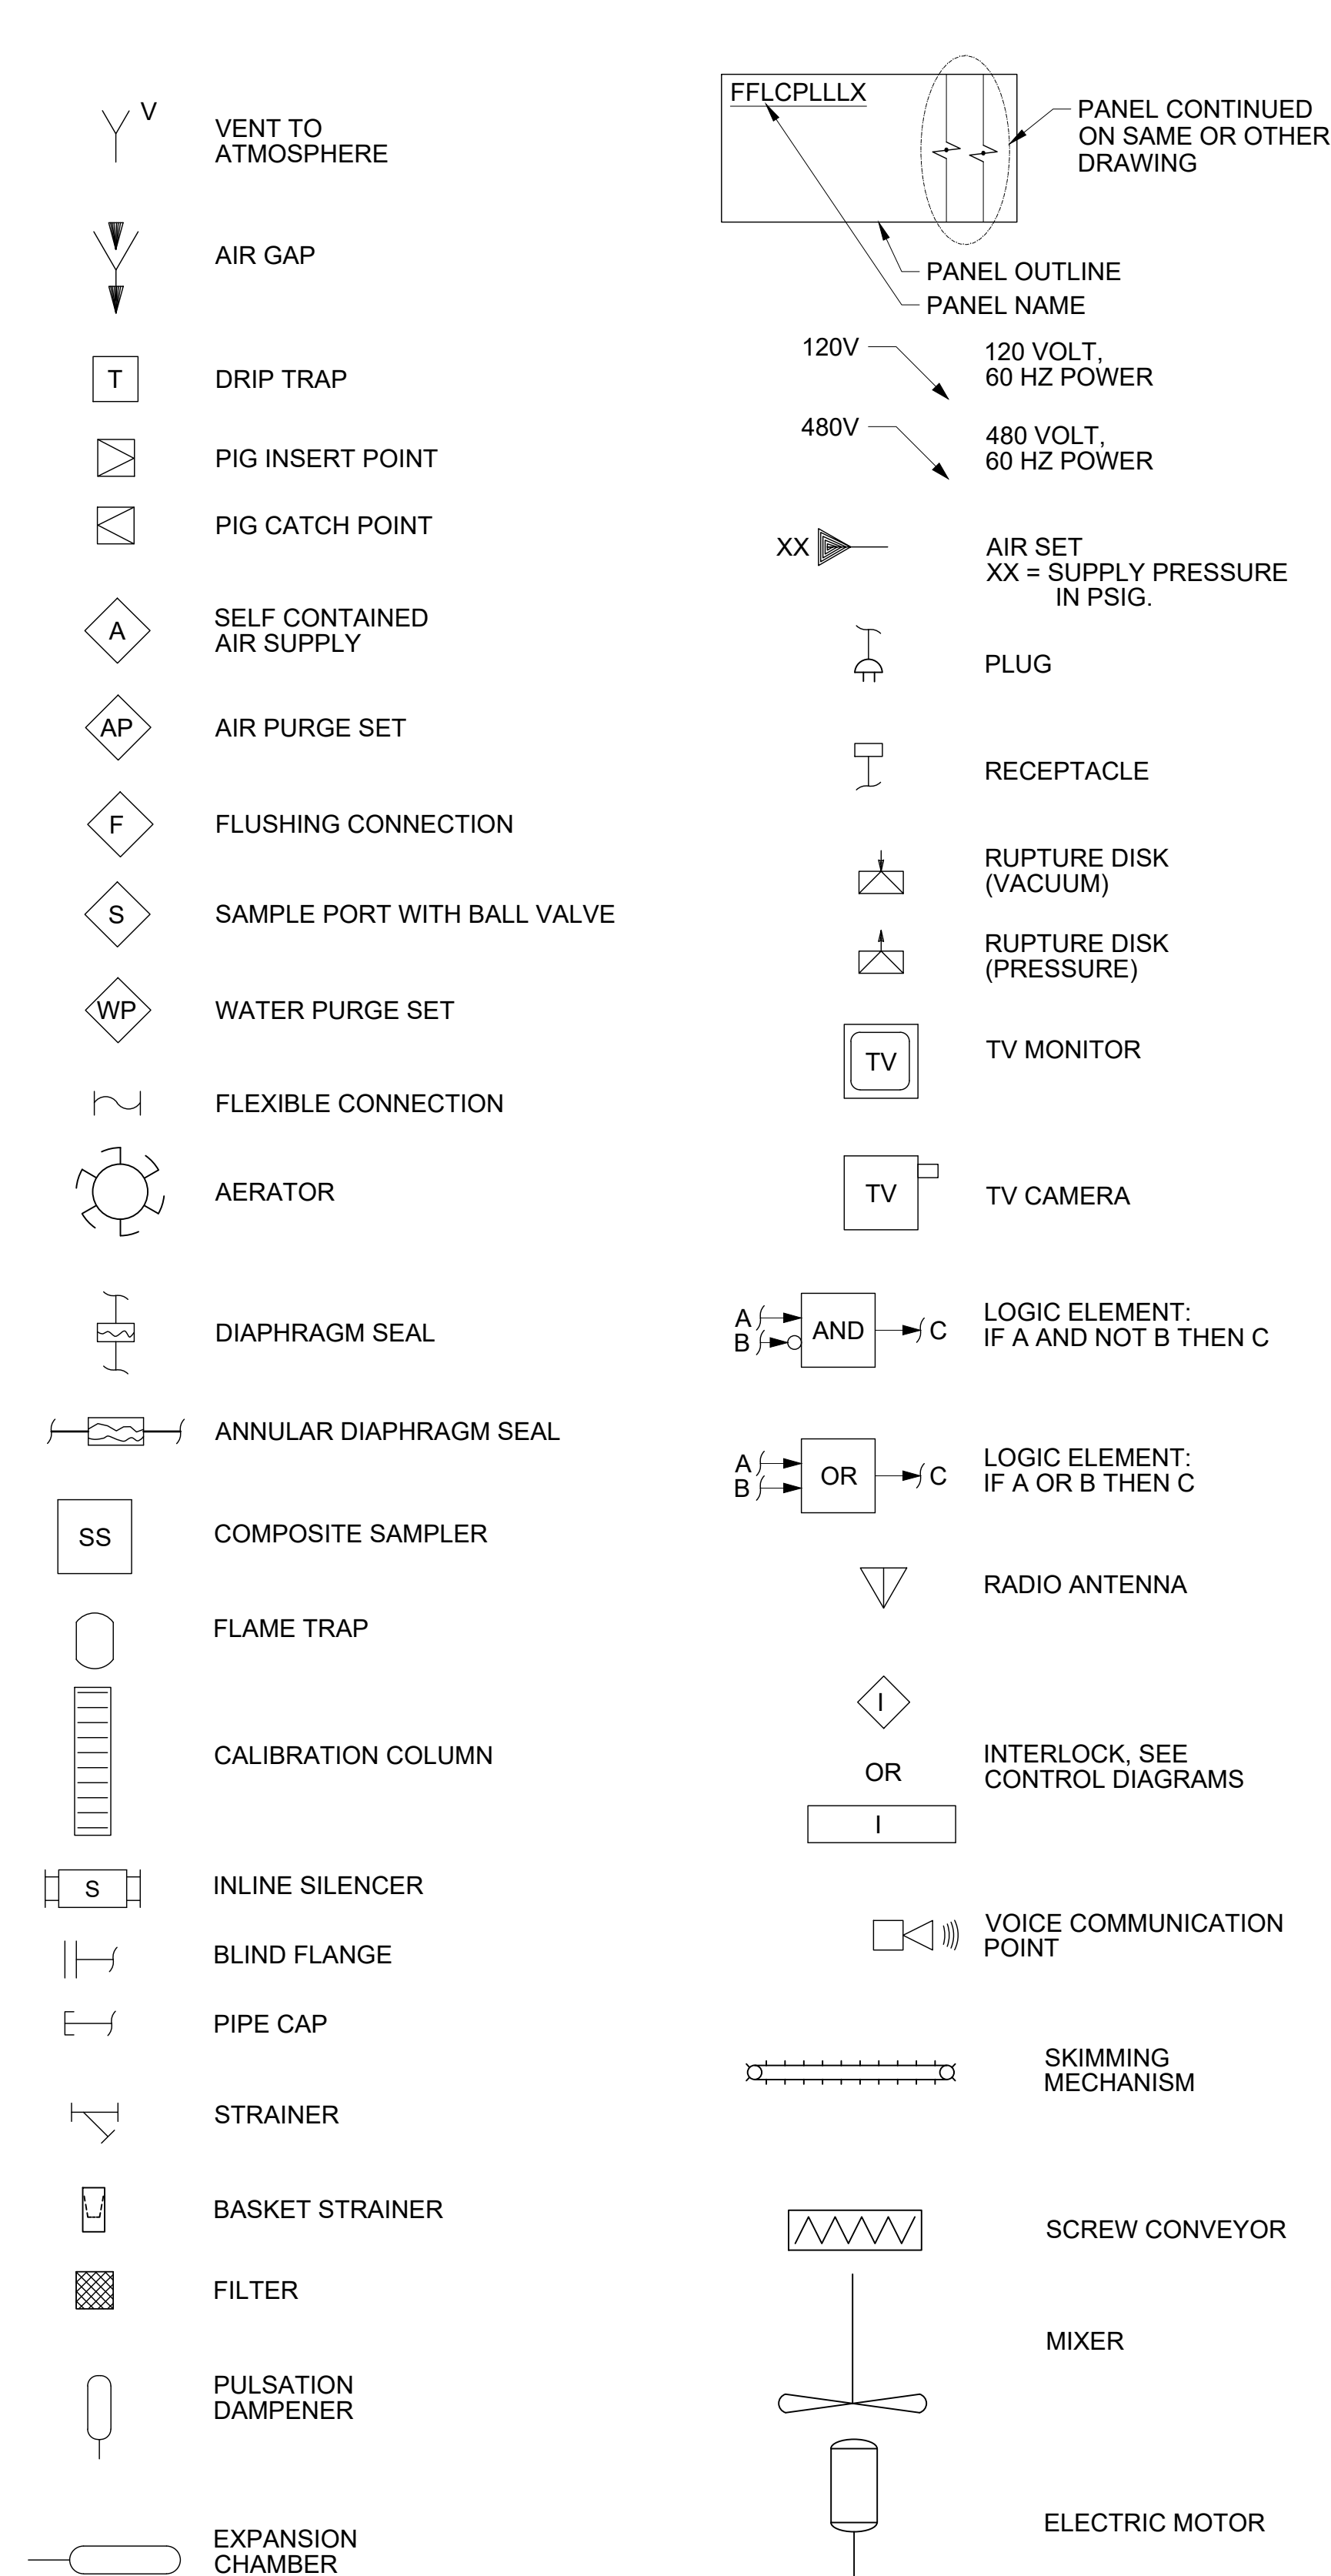 V
VENT TO
ATMOSPHERE
AIR GAP
T
DRIP TRAP
PIG INSERT POINT
PIG CATCH POINT
A
SELF CONTAINED
AIR SUPPLY
AP
AIR PURGE SET
F
FLUSHING CONNECTION
S
SAMPLE PORT WITH BALL VALVE
WP
WATER PURGE SET
FLEXIBLE CONNECTION
AERATOR
DIAPHRAGM SEAL
ANNULAR DIAPHRAGM SEAL
SS
COMPOSITE SAMPLER
FLAME TRAP
CALIBRATION COLUMN
S
INLINE SILENCER
BLIND FLANGE
PIPE CAP
STRAINER
BASKET STRAINER
FILTER
PULSATION
DAMPENER
EXPANSION
CHAMBER
FFLCPLLLX
PANEL CONTINUED
ON SAME OR OTHER
DRAWING
PANEL OUTLINE
PANEL NAME
120V
120 VOLT,
60 HZ POWER
480V
480 VOLT,
60 HZ POWER
XX
AIR SET
XX = SUPPLY PRESSURE
IN PSIG.
PLUG
RECEPTACLE
RUPTURE DISK
(VACUUM)
RUPTURE DISK
(PRESSURE)
TV
TV MONITOR
TV
TV CAMERA
A
B
AND
C
LOGIC ELEMENT:
IF A AND NOT B THEN C
A
B
OR
C
LOGIC ELEMENT:
IF A OR B THEN C
RADIO ANTENNA
I
OR
I
INTERLOCK, SEE
CONTROL DIAGRAMS
VOICE COMMUNICATION
POINT
SKIMMING
MECHANISM
SCREW CONVEYOR
MIXER
ELECTRIC MOTOR